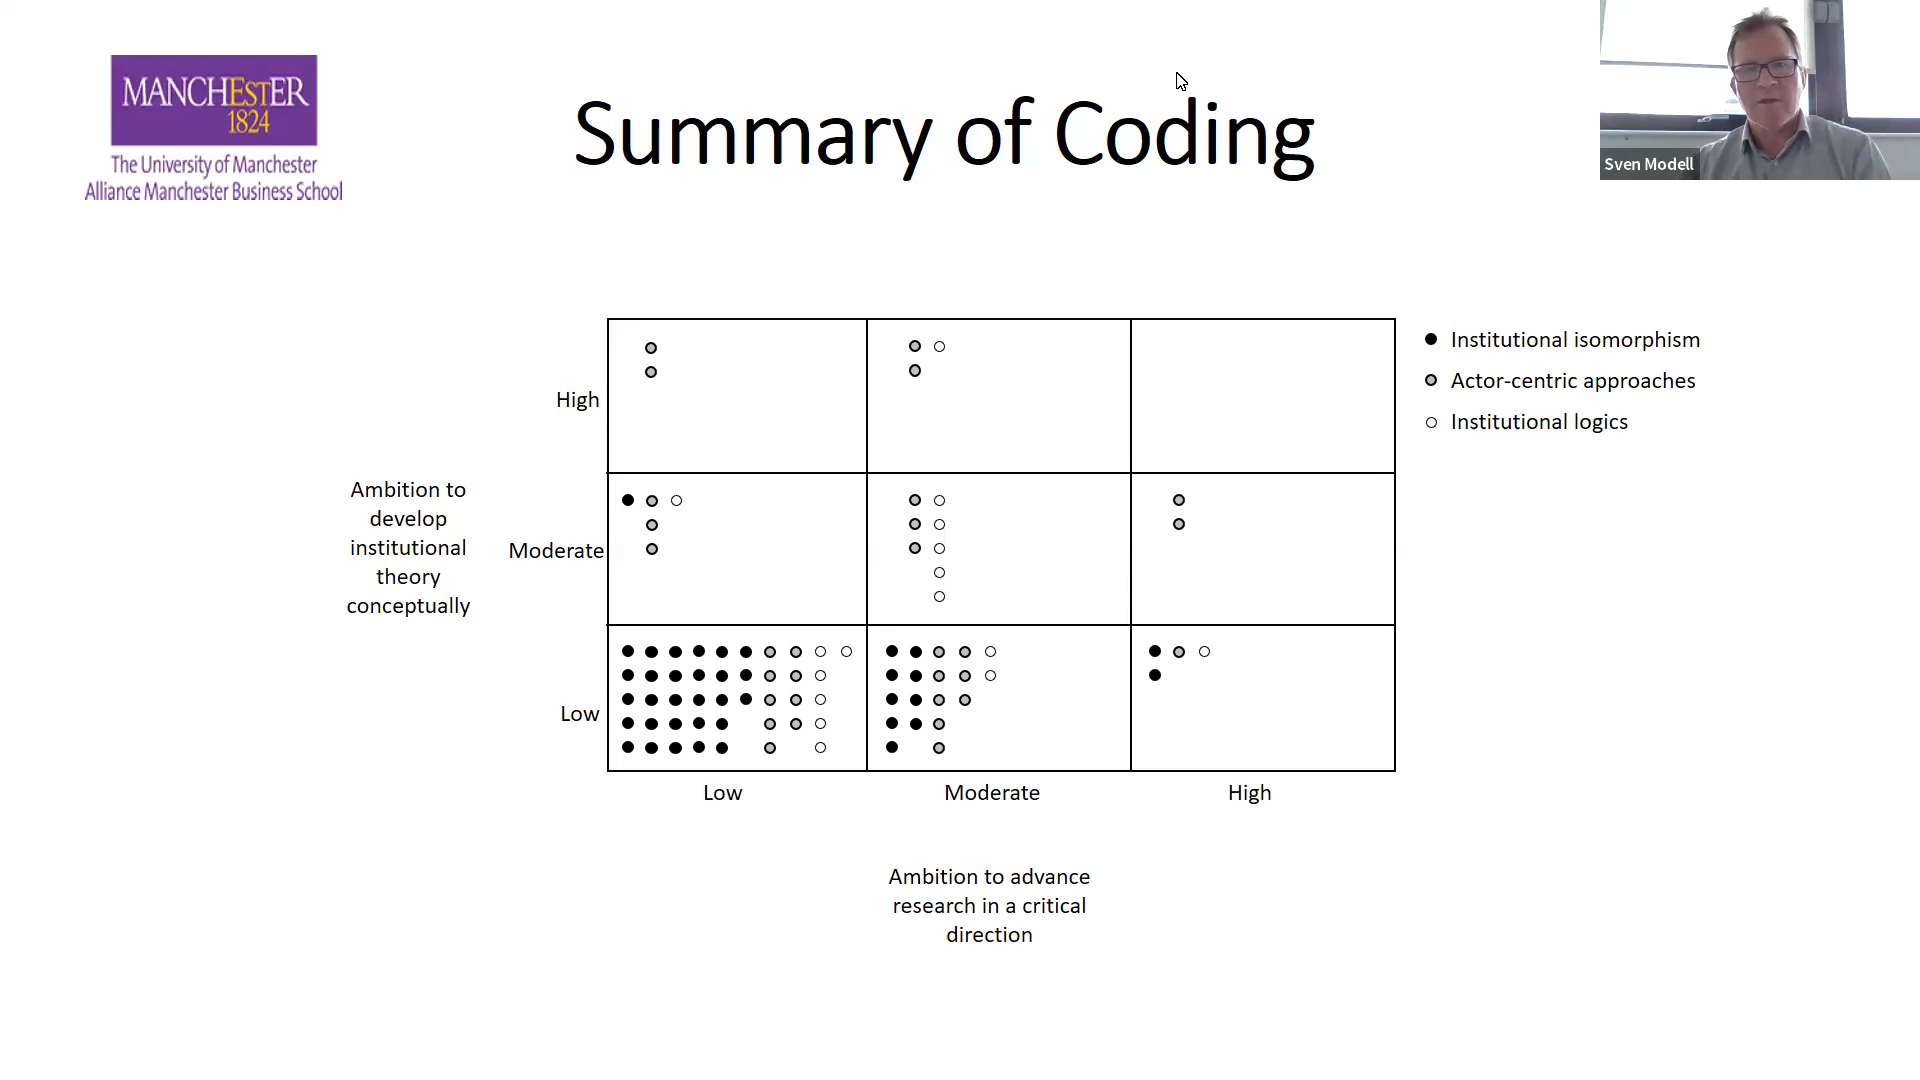 MANCHESTER
1824
The University of Manchester
Alliance Manchester Business School
Summary of Coding
Sven Modell
Institutional isomorphism
Actor-centric approaches
Institutional logics
High
Ambition to
develop
institutional
theory
conceptually
Moderate
Low
Low
Moderate
High
Ambition to advance
research in a critical
direction